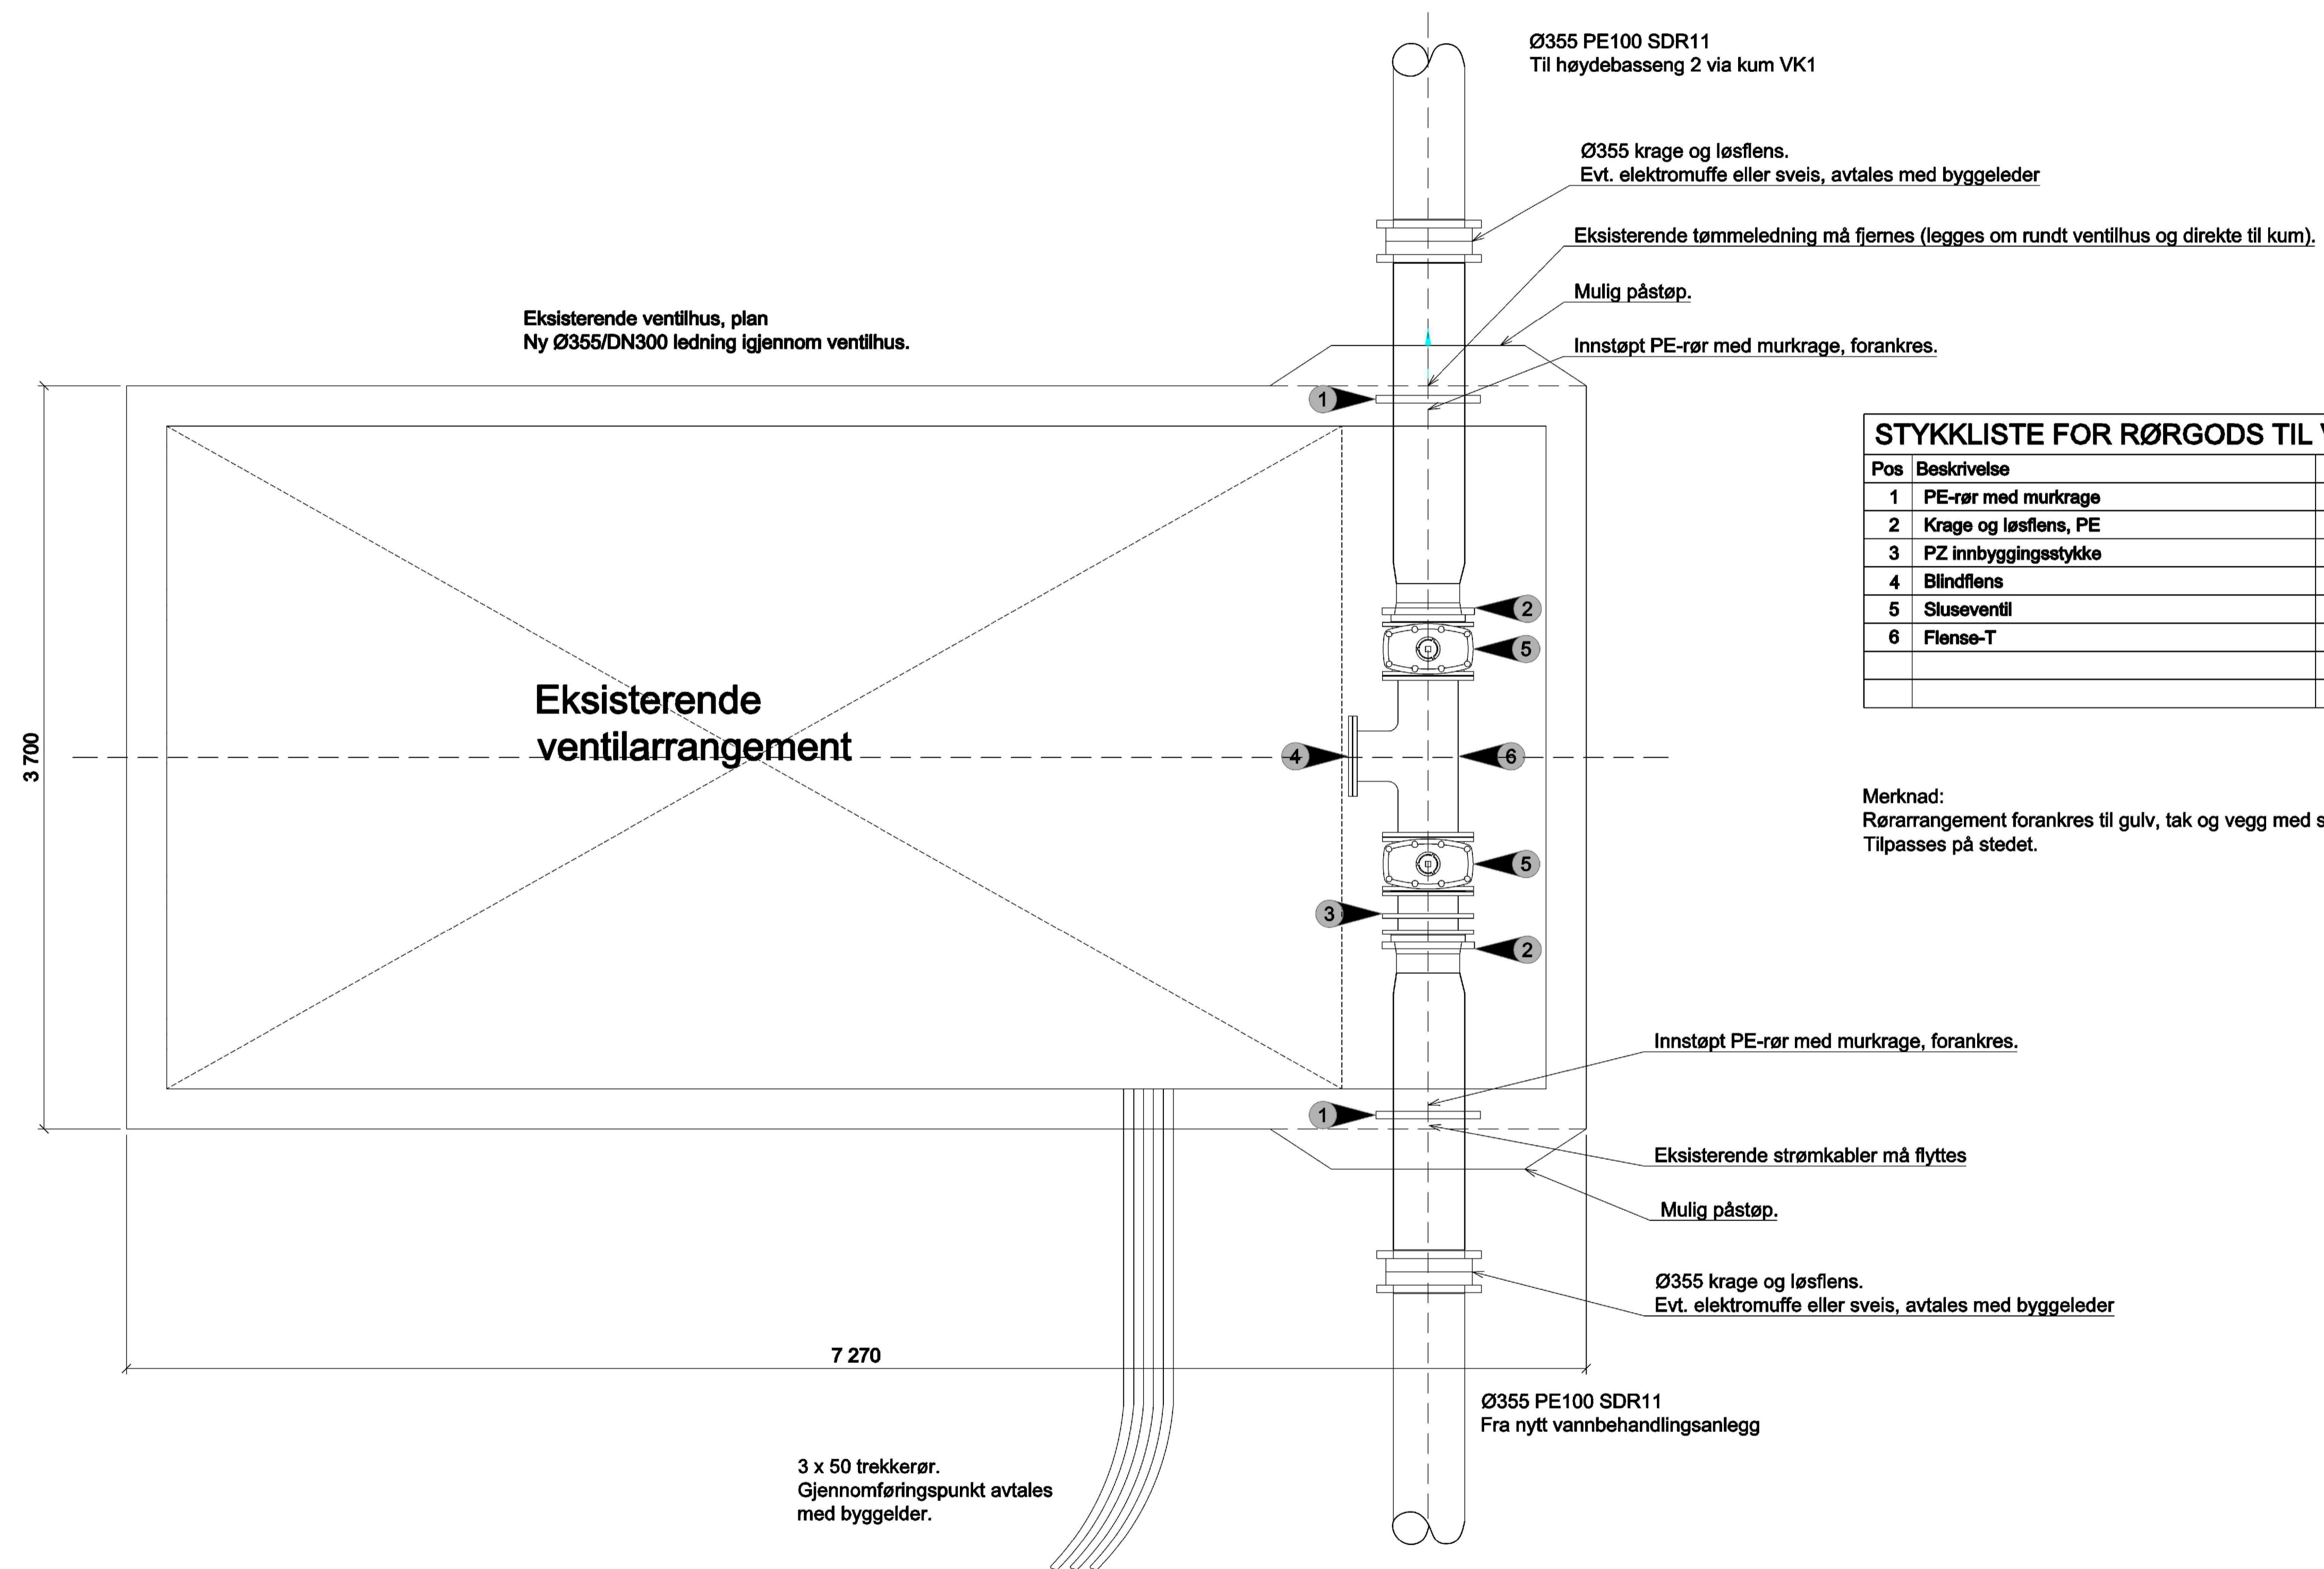 Ø355 PE100 SDR11
Til høydebasseng 2 via kum VK1
Ø355 krage og løsflens.
Evt. elektromuffe eller sveis, avtales med byggeleder
Eksisterende tømmeledning må fjernes (legges om rundt ventilhus og direkte til kum).
Mulig påstøp.
Innstøpt PE-rør med murkrage, forankres.
Eksisterende ventilhus, plan
Ny Ø355/DN300 ledning igjennom ventilhus.
1
STYKKLISTE FOR RØRGODS TIL
Pos Beskrivelse
1 PE-rør med murkrage
2 Krage og løsflens, PE
3 PZ innbyggingsstykke
4 Blindflens
5 Sluseventil
6 Flense-T
2
5
Eksisterende
ventilarrangement
3 700
4
6
Merknad:
Rørarrangement forankres til gulv, tak og vegg med
Tilpasses på stedet.
5
3
2
Innstøpt PE-rør med murkrage, forankres.
1
Eksisterende strømkabler må flyttes
Mulig påstøp.
Ø355 krage og løsflens.
Evt. elektromuffe eller sveis, avtales med byggeleder
7 270
Ø355 PE100 SDR11
Fra nytt vannbehandlingsanlegg
3 x 50 trekkerør.
Gjennomføringspunkt avtales
med byggelder.